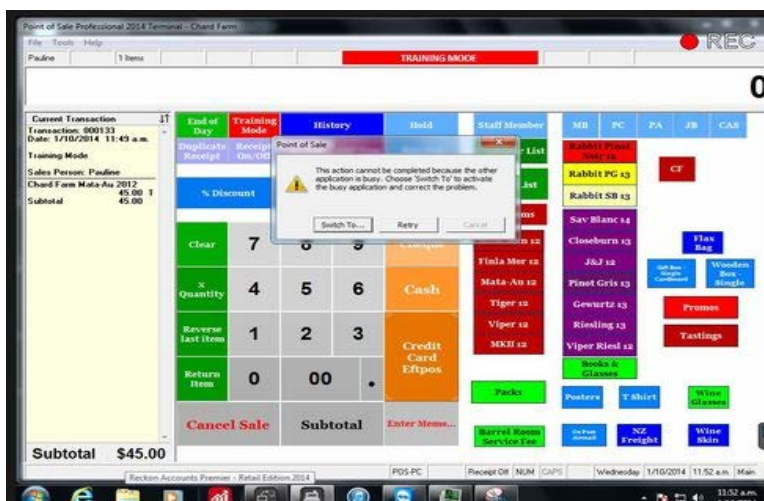 Point of Sale Professional 2014 Terminal - Chard Farm
File Tools Help
REC
Pauline 1 Items TRAINING MODE
0
Current Transaction
Transaction: 000133
Date: 1/10/2014 11:49 a.m.
Training Mode
Sales Person: Pauline
Chard Farm Mata-Au 2012
45.00 T
Subtotal 45.00
Subtotal $45.00
End of Day
Training Mode
History
Hold
Staff Member
MB PC PA JB CAS
Duplicate Receipt
Receipt On/Off
% Discount
Point of Sale
This action cannot be completed because the other
application is busy. Choose 'Switch To' to activate
the busy application and correct the problem.
Switch To... Retry Cancel
List
Rabbit Pinot Noir 12
Rabbit PG 13
Rabbit SB 13
CF
Clear 7 8 9 Cheque
x Quantity 4 5 6 Cash
Reverse last item 1 2 3
Credit Card Eftpos
Return Item 0 00 .
Cancel Sale Subtotal Enter Memo...
Finla Mor 12
Mata-Au 12
Tiger 12
Viper 12
MKII 12
Packs
Barrel Room Service Fee
Sav Blanc 14
Closeburn 13
J&J 12
Pinot Gris 13
Gewurtz 13
Riesling 13
Viper Riesl 12
Books & Glasses
Flax Bag
Gift Box - Single Cardboard
Wooden Box - Single
Promos
Tastings
Posters T Shirt Wine Glasses
NZ Freight
Wine Skin
Reckon Accounts Premier - Retail Edition 2014
POS-PC Receipt Off NUM CAPS Wednesday 1/10/2014 11:52 a.m. Main
11:52 a.m.